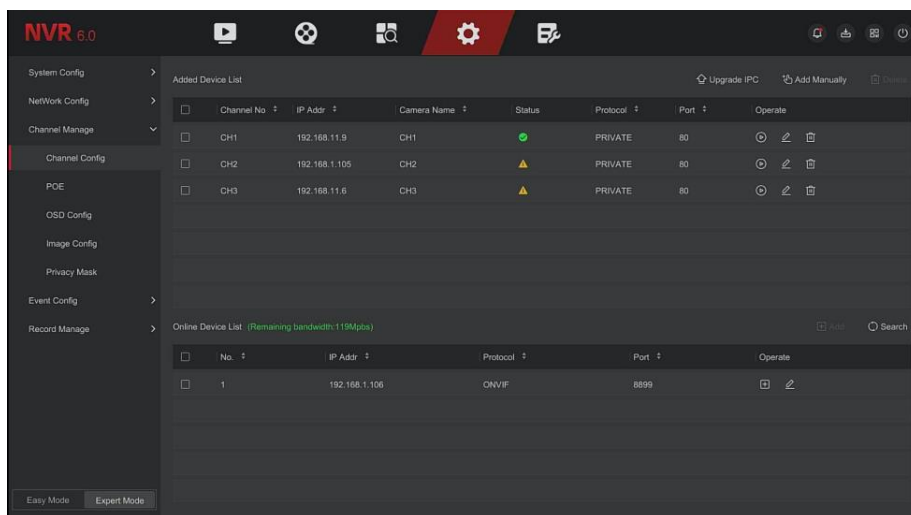 NVR 6.0
System Config
NetWork Config
Channel Manage
Channel Config
POE
OSD Config
Image Config
Privacy Mask
Event Config
Record Manage
Easy Mode Expert Mode
Added Device List Upgrade IPC Add Manually Delete
Channel No IP Addr Camera Name Status Protocol Port Operate
CH1 192.168.11.9 CH1 PRIVATE 80
CH2 192.168.1.105 CH2 PRIVATE 80
CH3 192.168.11.6 CH3 PRIVATE 80
Online Device List (Remaining bandwidth:119Mpbs) Add Search
No. IP Addr Protocol Port Operate
1 192.168.1.106 ONVIF 8899